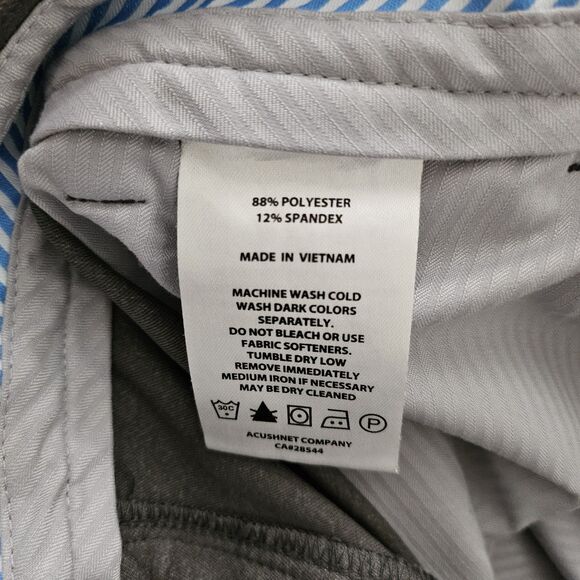 88% POLYESTER
12% SPANDEX
MADE IN VIETNAM
MACHINE WASH COLD
WASH DARK COLORS
SEPARATELY.
DO NOT BLEACH OR USE
FABRIC SOFTENERS.
TUMBLE DRY LOW
REMOVE IMMEDIATELY
MEDIUM IRON IF NECESSARY
MAY BE DRY CLEANED
30C P
ACUSHNET COMPANY
CA#28544